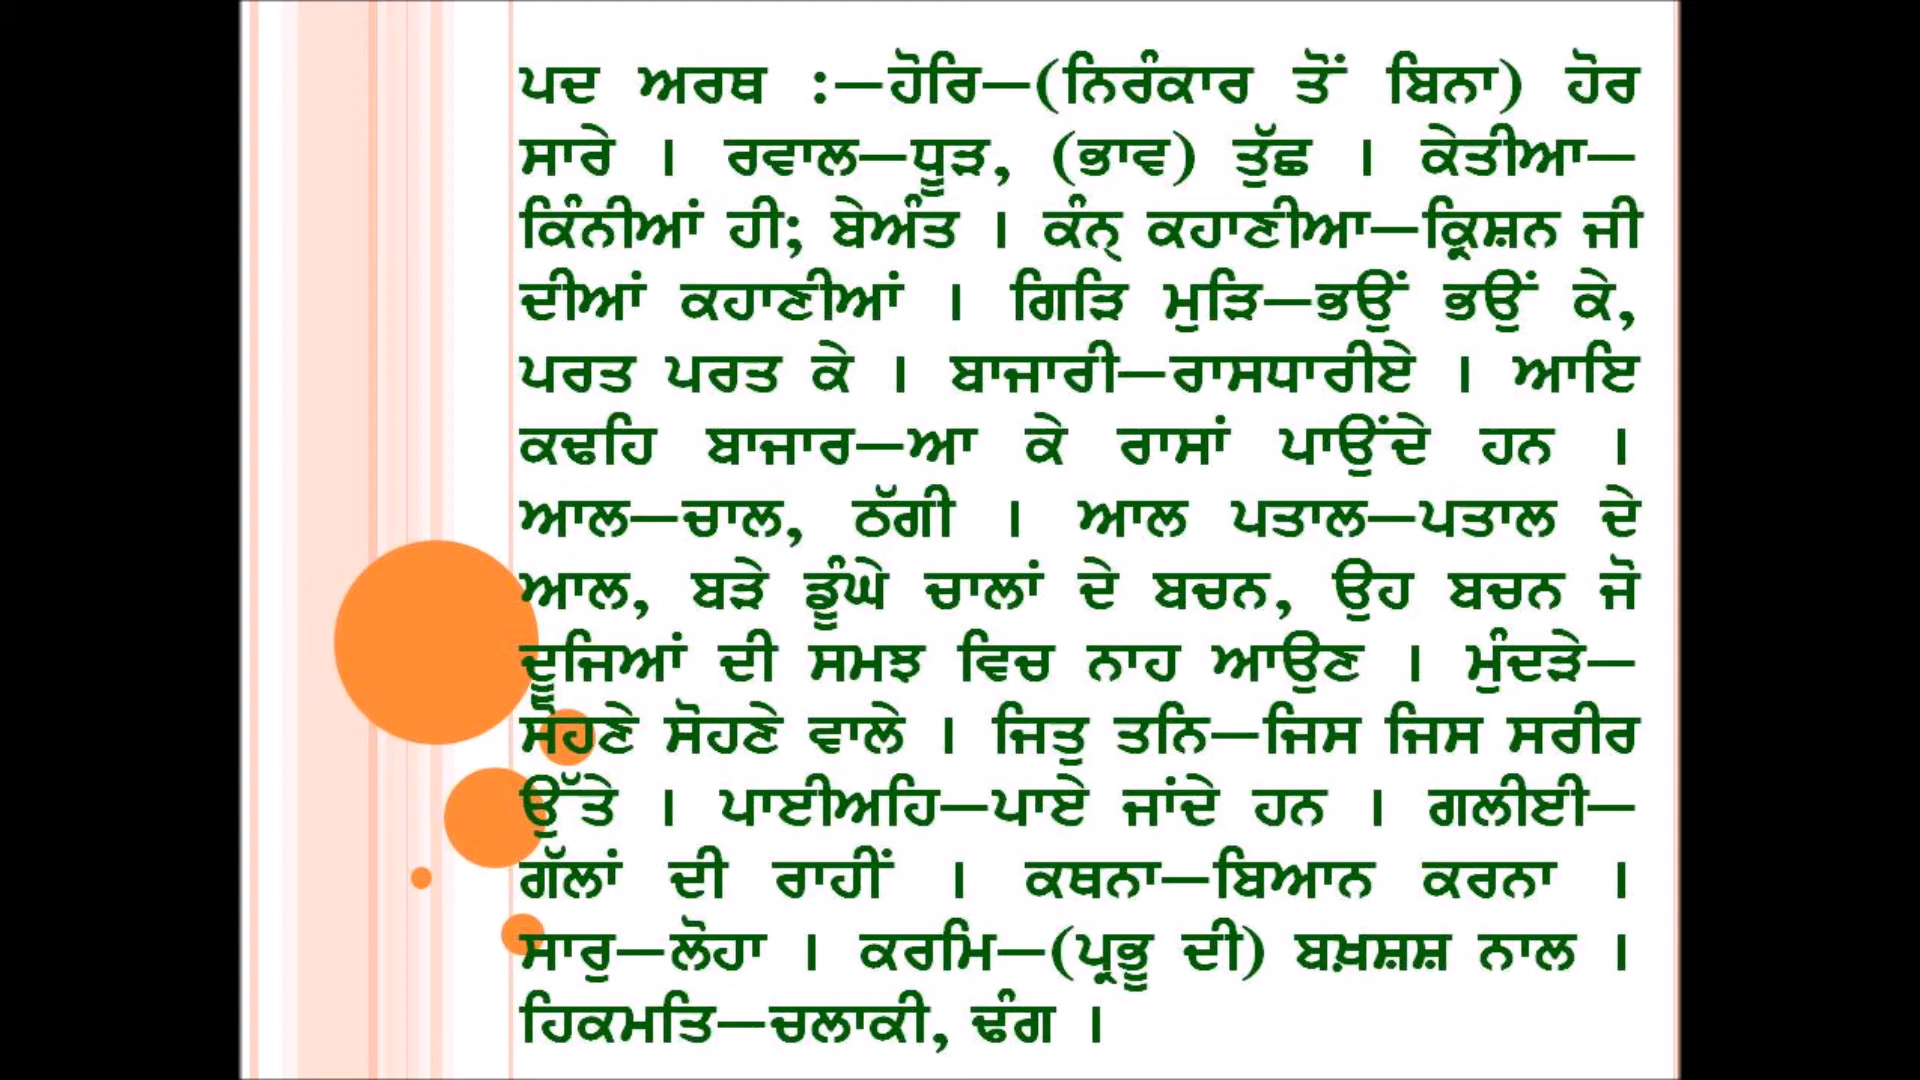 ਪਦ ਅਰਥ :—ਹੋਰਿ—(ਨਿਰੰਕਾਰ ਤੋਂ ਬਿਨਾ) ਹੋਰ
ਸਾਰੇ । ਰਵਾਲ—ਧੂੜ, (ਭਾਵ) ਤੁੱਛ । ਕੇਤੀਆ—
ਕਿੰਨੀਆਂ ਹੀ; ਬੇਅੰਤ । ਕੰਨ੍ ਕਹਾਣੀਆ—ਕ੍ਰਿਸ਼ਨ ਜੀ
ਦੀਆਂ ਕਹਾਣੀਆਂ । ਗਿੜਿ ਮੁੜਿ—ਭਉਂ ਭਉਂ ਕੇ,
ਪਰਤ ਪਰਤ ਕੇ । ਬਾਜਾਰੀ—ਰਾਸਧਾਰੀਏ । ਆਇ
ਕਢਹਿ ਬਾਜਾਰ—ਆ ਕੇ ਰਾਸਾਂ ਪਾਉਂਦੇ ਹਨ ।
ਆਲ—ਚਾਲ, ਠੱਗੀ । ਆਲ ਪਤਾਲ—ਪਤਾਲ ਦੇ
ਆਲ, ਬੜੇ ਡੂੰਘੇ ਚਾਲਾਂ ਦੇ ਬਚਨ, ਉਹ ਬਚਨ ਜੋ
ਦੂਜਿਆਂ ਦੀ ਸਮਝ ਵਿਚ ਨਾਹ ਆਉਣ । ਮੁੰਦੜੇ—
ਸੋਹਣੇ ਸੋਹਣੇ ਵਾਲੇ । ਜਿਤੁ ਤਨਿ—ਜਿਸ ਜਿਸ ਸਰੀਰ
ਉੱਤੇ । ਪਾਈਅਹਿ—ਪਾਏ ਜਾਂਦੇ ਹਨ । ਗਲੀਈ—
ਗੱਲਾਂ ਦੀ ਰਾਹੀਂ । ਕਥਨਾ—ਬਿਆਨ ਕਰਨਾ ।
ਸਾਰੁ—ਲੋਹਾ । ਕਰਮਿ—(ਪ੍ਰਭੂ ਦੀ) ਬਖ਼ਸ਼ਸ਼ ਨਾਲ ।
ਹਿਕਮਤਿ—ਚਲਾਕੀ, ਢੰਗ ।